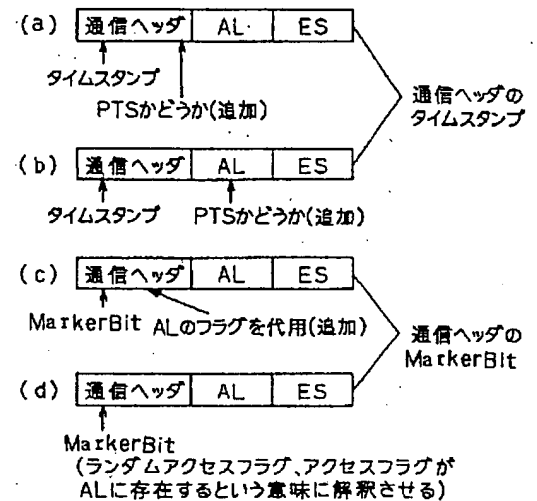 (a) 通信ヘッダ AL ES
タイムスタンプ
PTSかどうか(追加)
通信ヘッダの
タイムスタンプ
(b) 通信ヘッダ AL ES
タイムスタンプ PTSかどうか(追加)
(c) 通信ヘッダ AL ES
MarkerBit ALのフラグを代用(追加)
通信ヘッダの
MarkerBit
(d) 通信ヘッダ AL ES
MarkerBit
(ランダムアクセスフラグ、アクセスフラグが
ALに存在するという意味に解釈させる)